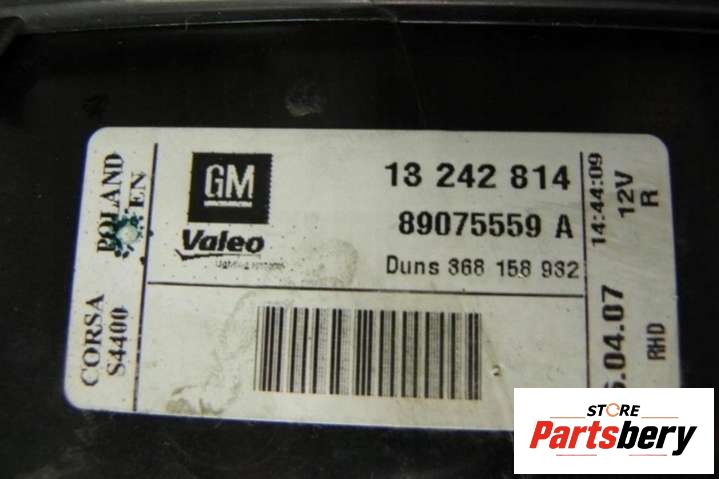 GM
13 242 814
Valeo
89075559 A
Duns 368 158 932
POLAND
EN
CORSA
S4400
14:44:09
12V
R
.04.07
RHD
STORE
Partsbery